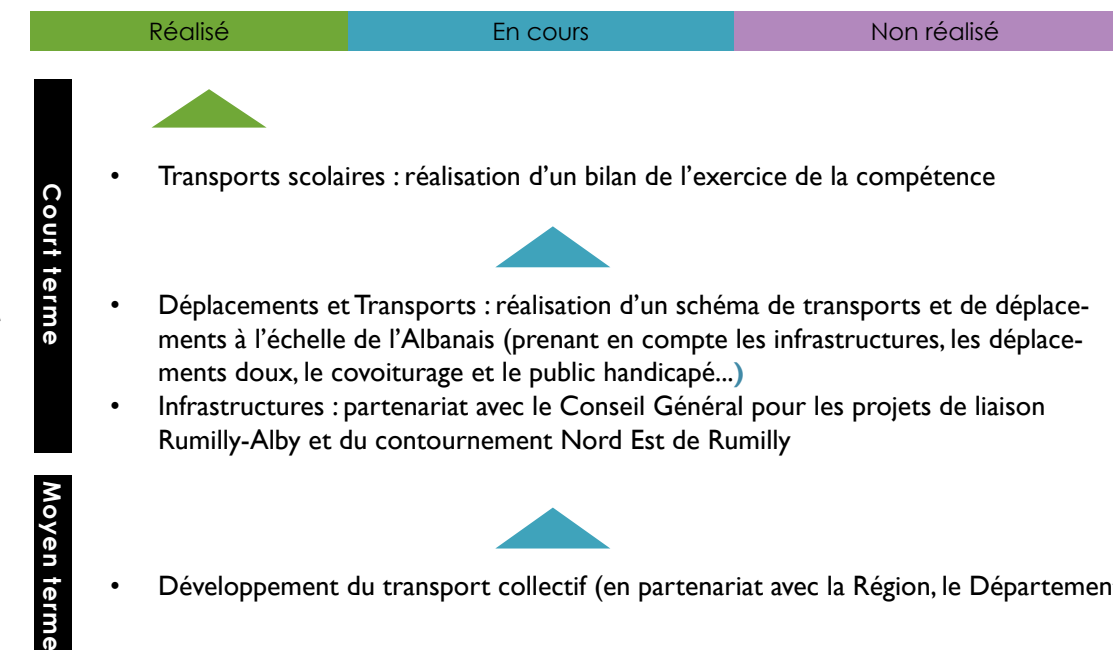 Réalisé En cours Non réalisé
Court terme
• Transports scolaires : réalisation d’un bilan de l’exercice de la compétence
• Déplacements et Transports : réalisation d’un schéma de transports et de déplace-
ments à l’échelle de l’Albanais (prenant en compte les infrastructures, les déplace-
ments doux, le covoiturage et le public handicapé...)
• Infrastructures : partenariat avec le Conseil Général pour les projets de liaison
Rumilly-Alby et du contournement Nord Est de Rumilly
Moyen terme
• Développement du transport collectif (en partenariat avec la Région, le Départemen